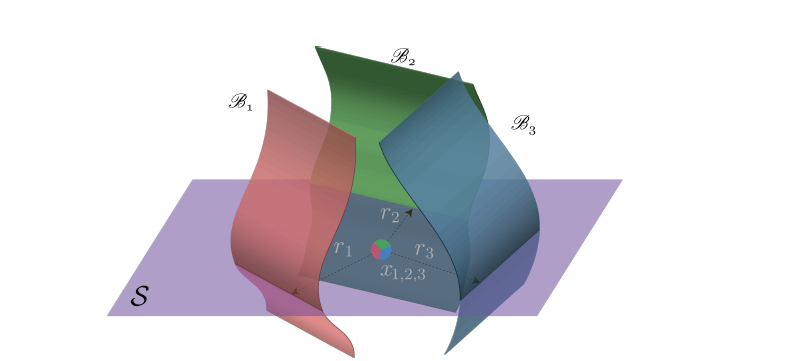 ℬ₂
ℬ₁
ℬ₃
r₂
r₁
r₃
x₁,₂,₃
𝒮